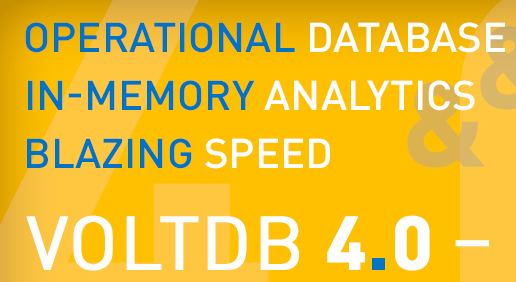 OPERATIONAL DATABASE
IN-MEMORY ANALYTICS &
BLAZING SPEED &
VOLTDB 4.0 –